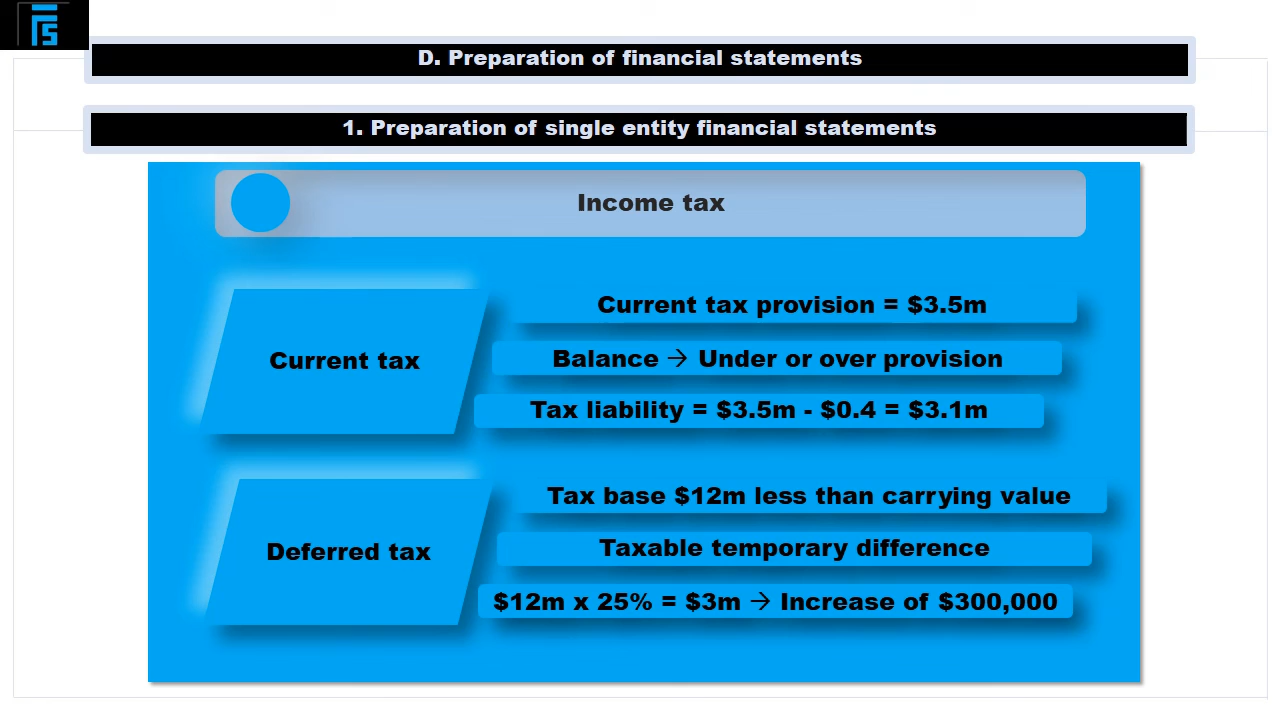 D. Preparation of financial statements
1. Preparation of single entity financial statements
Income tax
Current tax
Current tax provision = $3.5m
Balance → Under or over provision
Tax liability = $3.5m - $0.4 = $3.1m
Deferred tax
Tax base $12m less than carrying value
Taxable temporary difference
$12m x 25% = $3m → Increase of $300,000